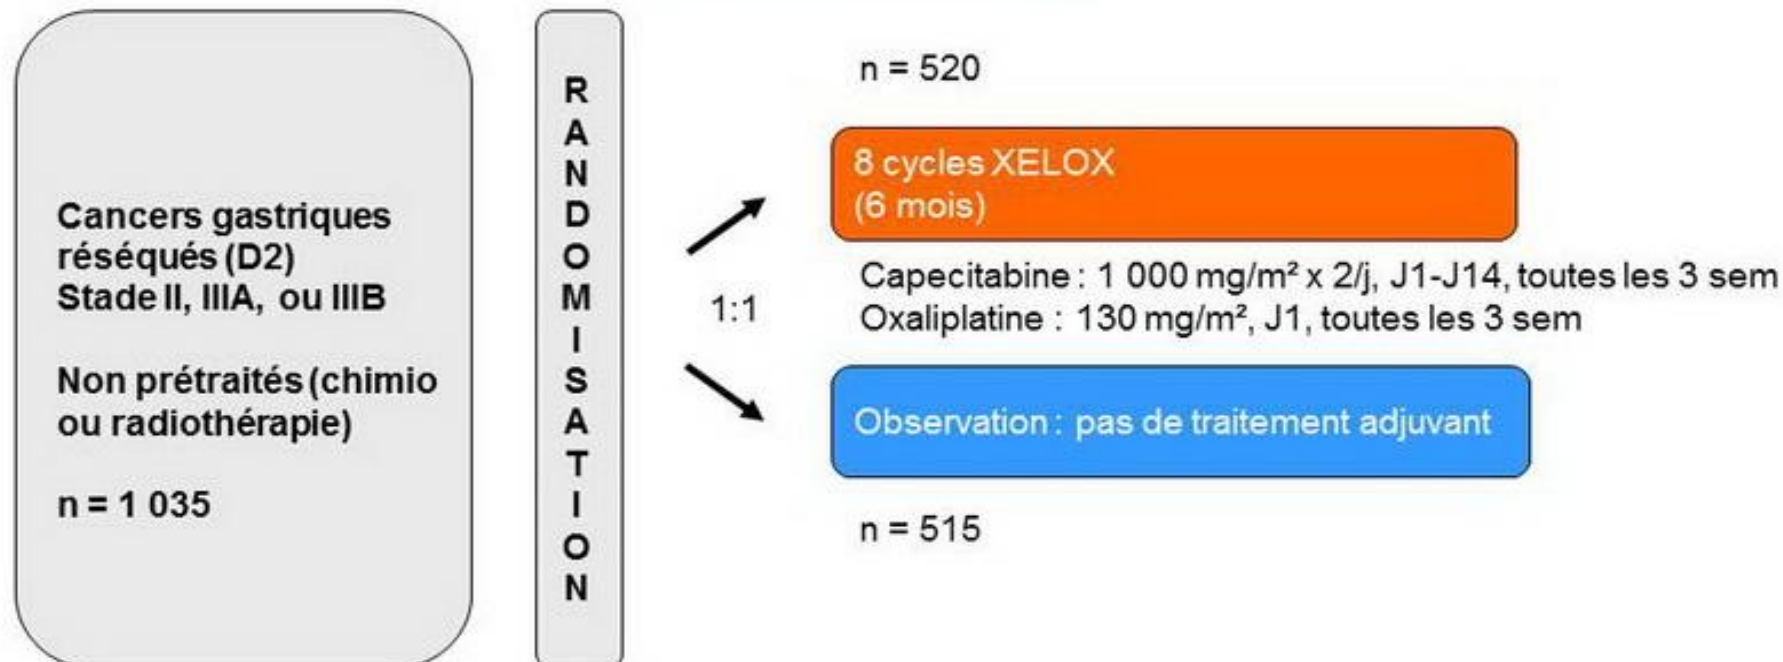 Cancers gastriques
réséqués (D2)
Stade II, IIIA, ou IIIB
Non prétraités (chimio
ou radiothérapie)
n = 1 035
R
A
N
D
O
M
I
S
A
T
I
O
N
1:1
n = 520
8 cycles XELOX
(6 mois)
Capecitabine : 1 000 mg/m² x 2/j, J1-J14, toutes les 3 sem
Oxaliplatine : 130 mg/m², J1, toutes les 3 sem
Observation : pas de traitement adjuvant
n = 515